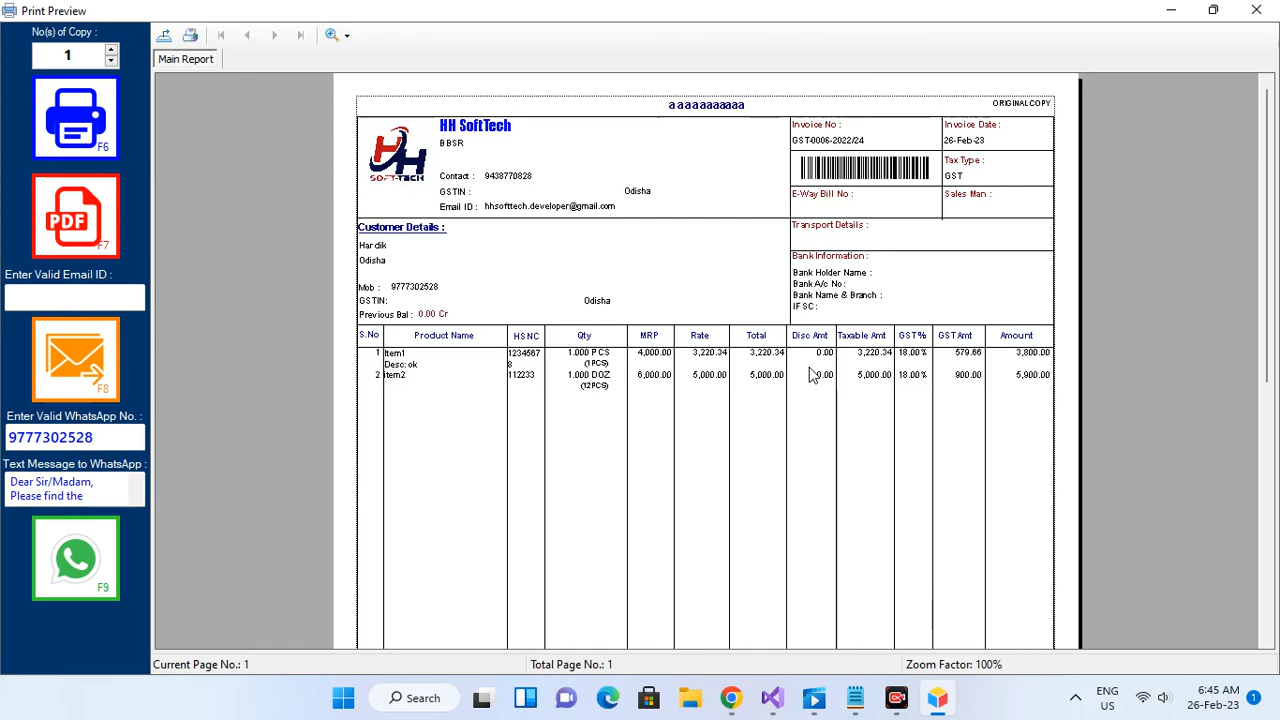 Print Preview
No(s) of Copy :
1
F6
PDF
F7
Enter Valid Email ID :
F8
Enter Valid WhatsApp No. :
9777302528
Text Message to WhatsApp :
Dear Sir/Madam,
Please find the
F9
Main Report
aaaaaaaaaa
ORIGINAL COPY
HH SoftTech
BBSR
Contact : 9438770828
GSTIN : Odisha
Email ID : hhsofttech.developer@gmail.com
HH
SOFT-TECH
Invoice No :
GST-0006-2022/24
Invoice Date :
26-Feb-23
Tax Type :
GST
E-Way Bill No :
Sales Man :
Transport Details :
Bank Information :
Bank Holder Name :
Bank A/c No :
Bank Name & Branch :
IFSC :
Customer Details :
Hardik
Odisha
Mob : 9777302528
GSTIN: Odisha
Previous Bal : 0.00 Cr
S.No Product Name HSNC Qty MRP Rate Total Disc Amt Taxable Amt GST% GST Amt Amount
1 Item1 1234567 1.000 PCS 4,000.00 3,220.34 3,220.34 0.00 3,220.34 18.00% 579.66 3,800.00
Desc: ok 8 (1PCS)
2 item2 112233 1.000 DOZ 6,000.00 5,000.00 5,000.00 0.00 5,000.00 18.00% 900.00 5,900.00
(12PCS)
Current Page No.: 1 Total Page No.: 1 Zoom Factor: 100%
Search
ENG
US
6:45 AM
26-Feb-23
1